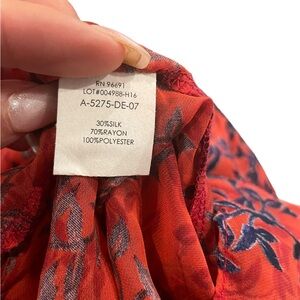 RN 96691
LOT#004988-H16
A-5275-DE-07
30%SILK
70%RAYON
100%POLYESTER